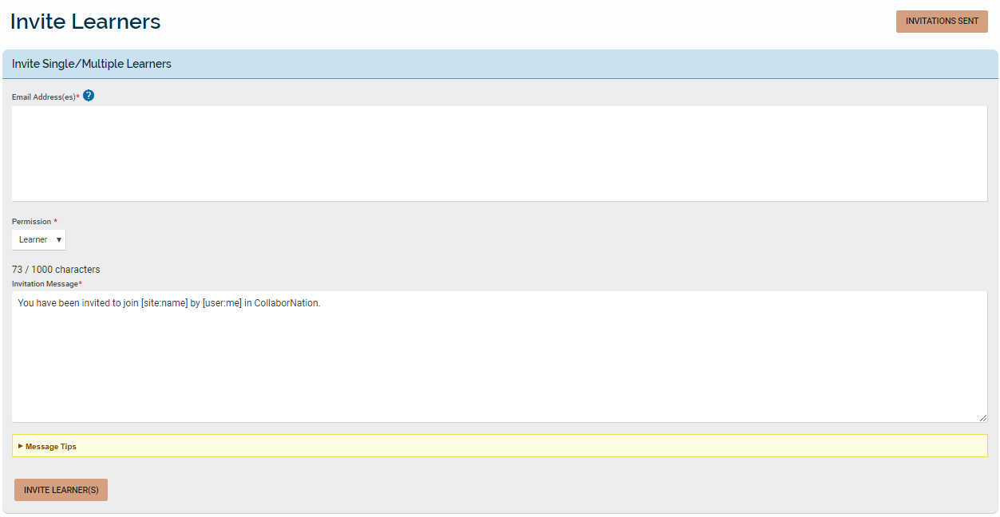 Invite Learners
INVITATIONS SENT
Invite Single/Multiple Learners
Email Address(es)* ?
Permission *
Learner ▼
73 / 1000 characters
Invitation Message*
You have been invited to join [site:name] by [user:me] in CollaborNation.
▶ Message Tips
INVITE LEARNER(S)